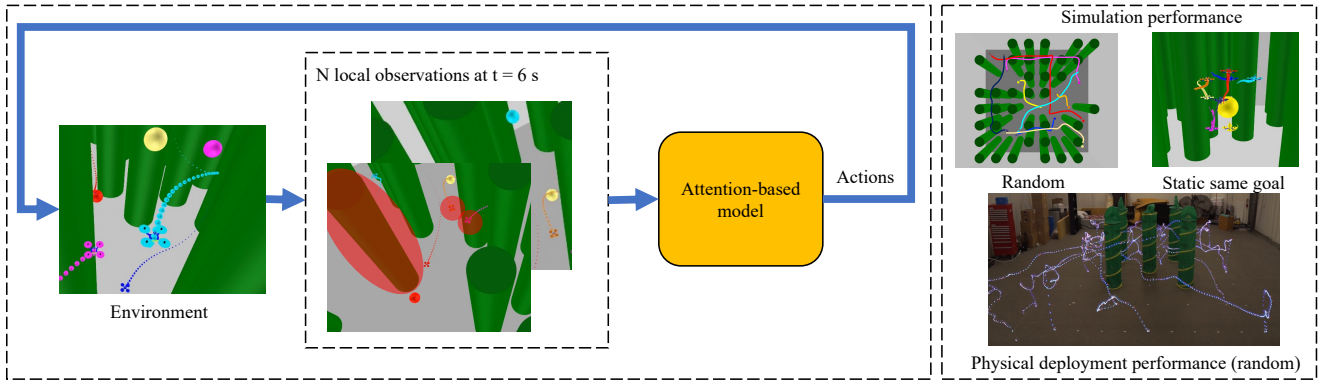 N local observations at t = 6 s
Environment
Attention-based
model
Actions
Simulation performance
Random
Static same goal
Physical deployment performance (random)